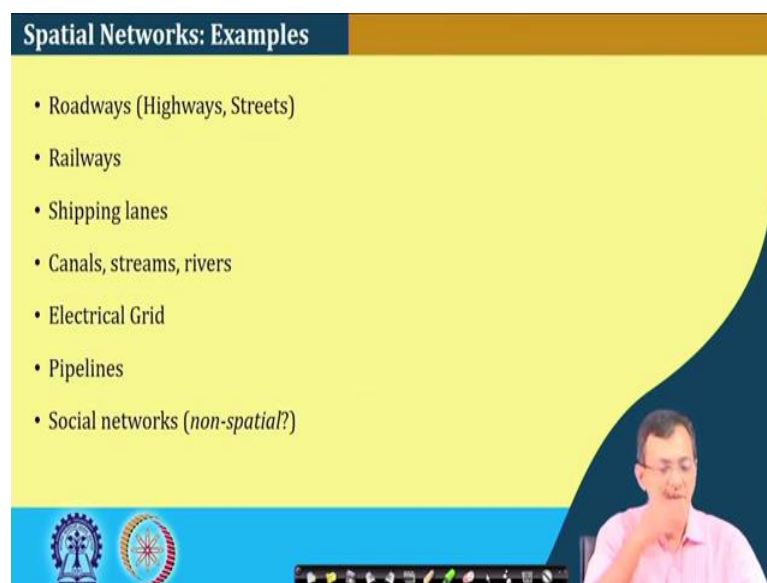 Spatial Networks: Examples
• Roadways (Highways, Streets)
• Railways
• Shipping lanes
• Canals, streams, rivers
• Electrical Grid
• Pipelines
• Social networks (non-spatial?)